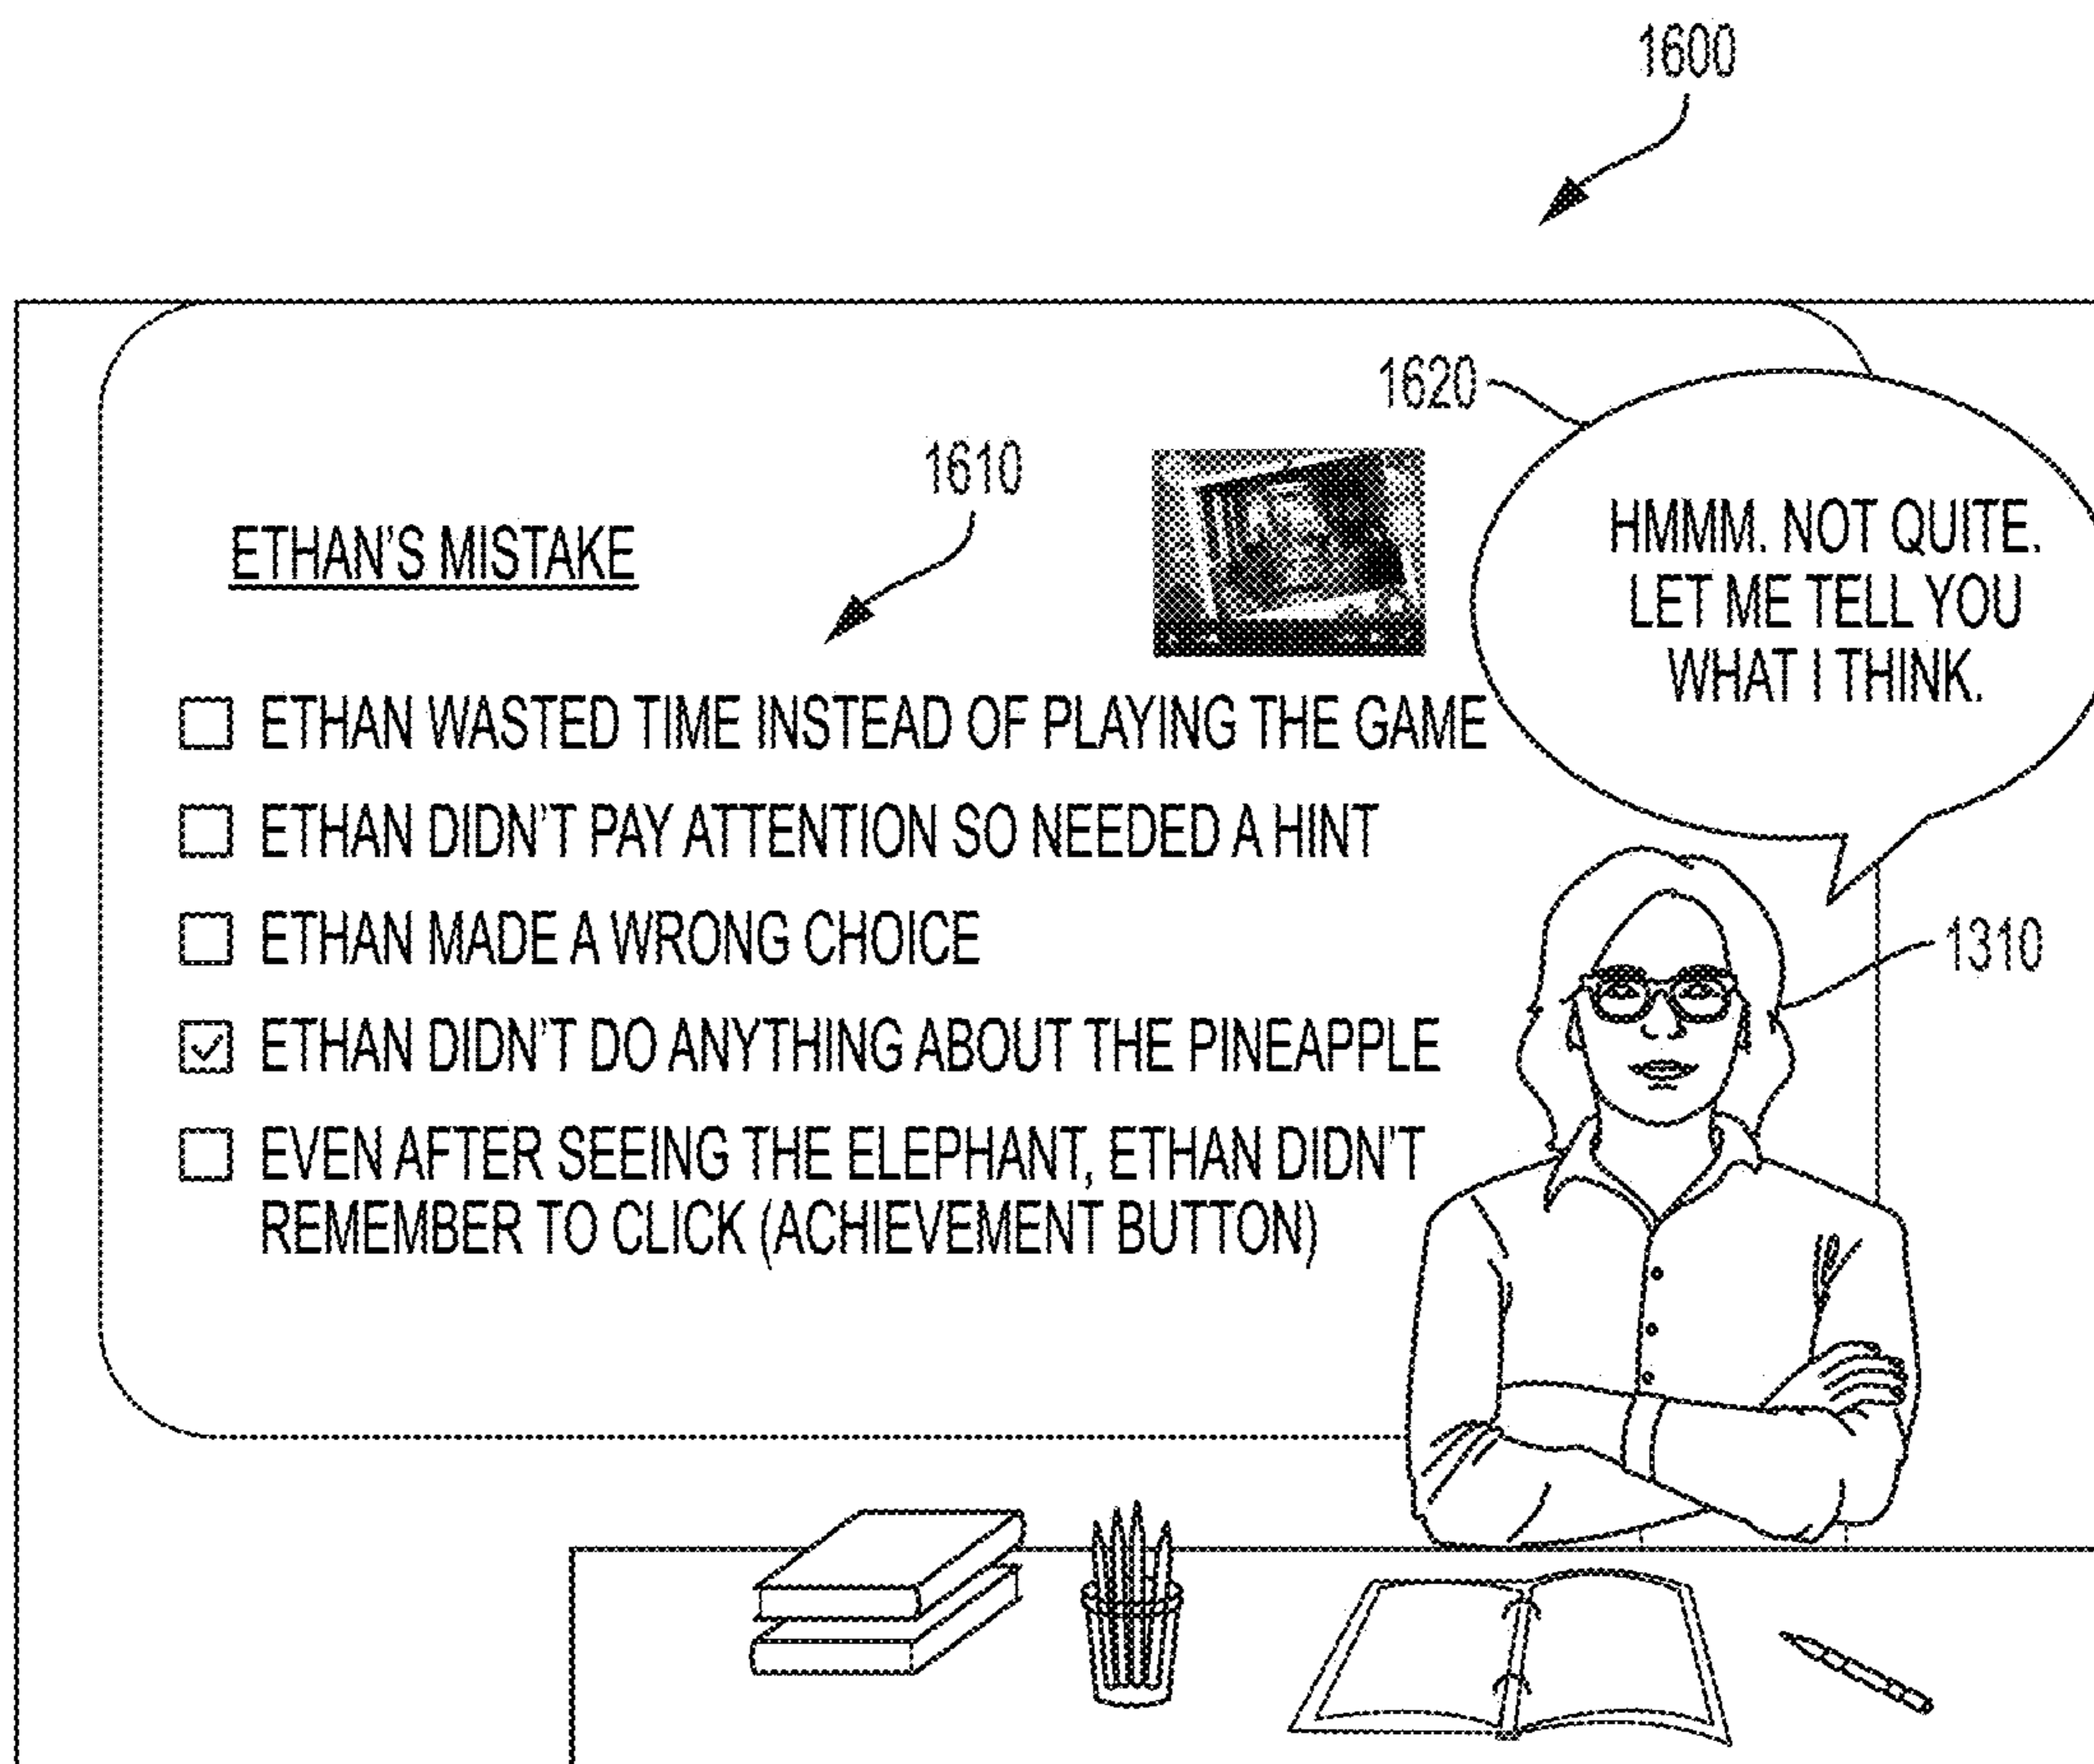 1600
1620
1610
ETHAN'S MISTAKE
HMMM. NOT QUITE.
LET ME TELL YOU
WHAT I THINK.
ETHAN WASTED TIME INSTEAD OF PLAYING THE GAME
ETHAN DIDN'T PAY ATTENTION SO NEEDED A HINT
ETHAN MADE A WRONG CHOICE
1310
ETHAN DIDN'T DO ANYTHING ABOUT THE PINEAPPLE
EVEN AFTER SEEING THE ELEPHANT, ETHAN DIDN'T
REMEMBER TO CLICK (ACHIEVEMENT BUTTON)